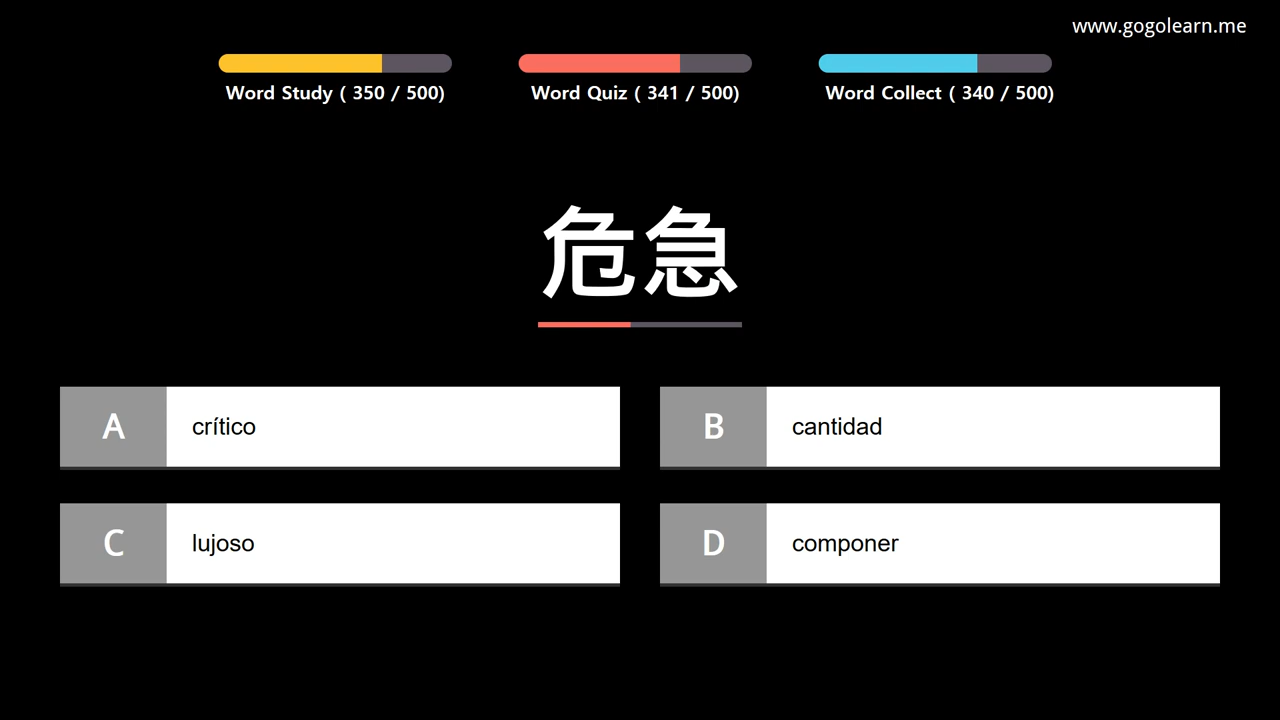 www.gogolearn.me
Word Study ( 350 / 500)
Word Quiz ( 341 / 500)
Word Collect ( 340 / 500)
危急
A crítico
B cantidad
C lujoso
D componer